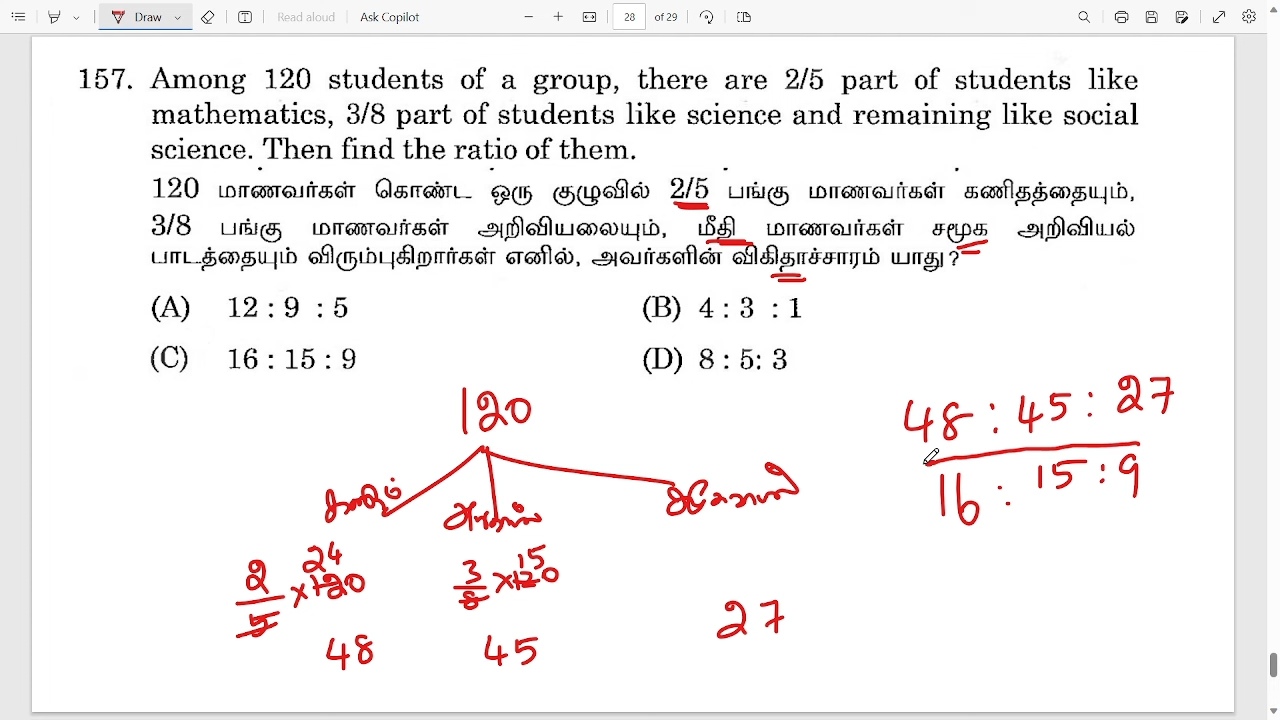 Draw
Read aloud
Ask Copilot
28
of 29
157. Among 120 students of a group, there are 2/5 part of students like
mathematics, 3/8 part of students like science and remaining like social
science. Then find the ratio of them.
120 மாணவர்கள் கொண்ட ஒரு குழுவில் 2/5 பங்கு மாணவர்கள் கணிதத்தையும்,
3/8 பங்கு மாணவர்கள் அறிவியலையும், மீதி மாணவர்கள் சமூக அறிவியல்
பாடத்தையும் விரும்புகிறார்கள் எனில், அவர்களின் விகிதாச்சாரம் யாது?
(A) 12 : 9 : 5
(B) 4 : 3 : 1
(C) 16 : 15 : 9
(D) 8 : 5: 3
120
48 : 45 : 27
16 : 15 : 9
2/5 × 120 24
3/8 × 120 15
48
45
27